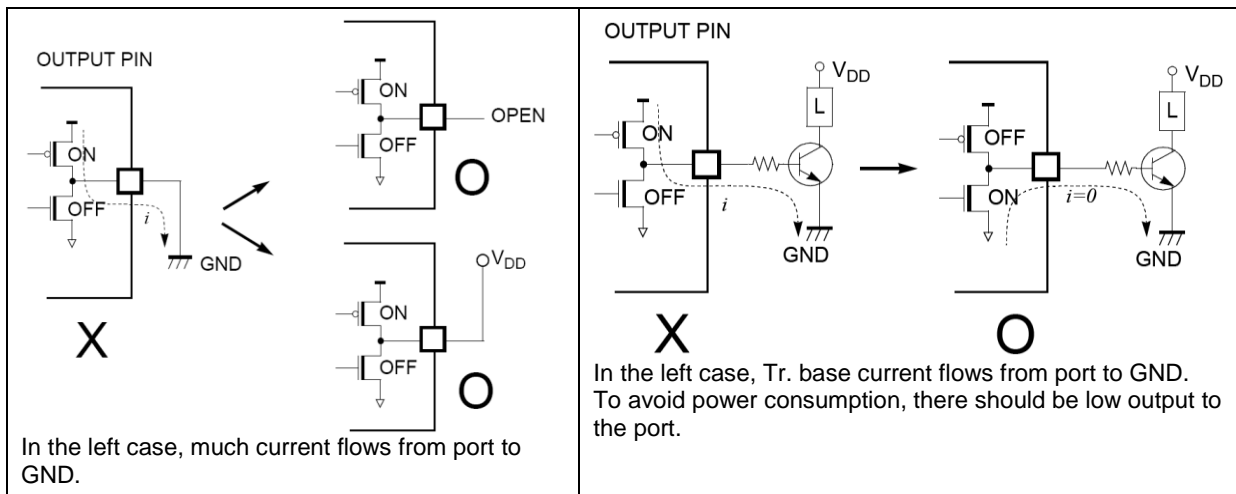 OUTPUT PIN
ON
OFF
i
GND
X
ON
OFF
OPEN
O
VDD
ON
OFF
O
In the left case, much current flows from port to
GND.
OUTPUT PIN
VDD
L
ON
OFF
i
GND
X
VDD
L
OFF
ON
i=0
GND
O
In the left case, Tr. base current flows from port to GND.
To avoid power consumption, there should be low output to
the port.